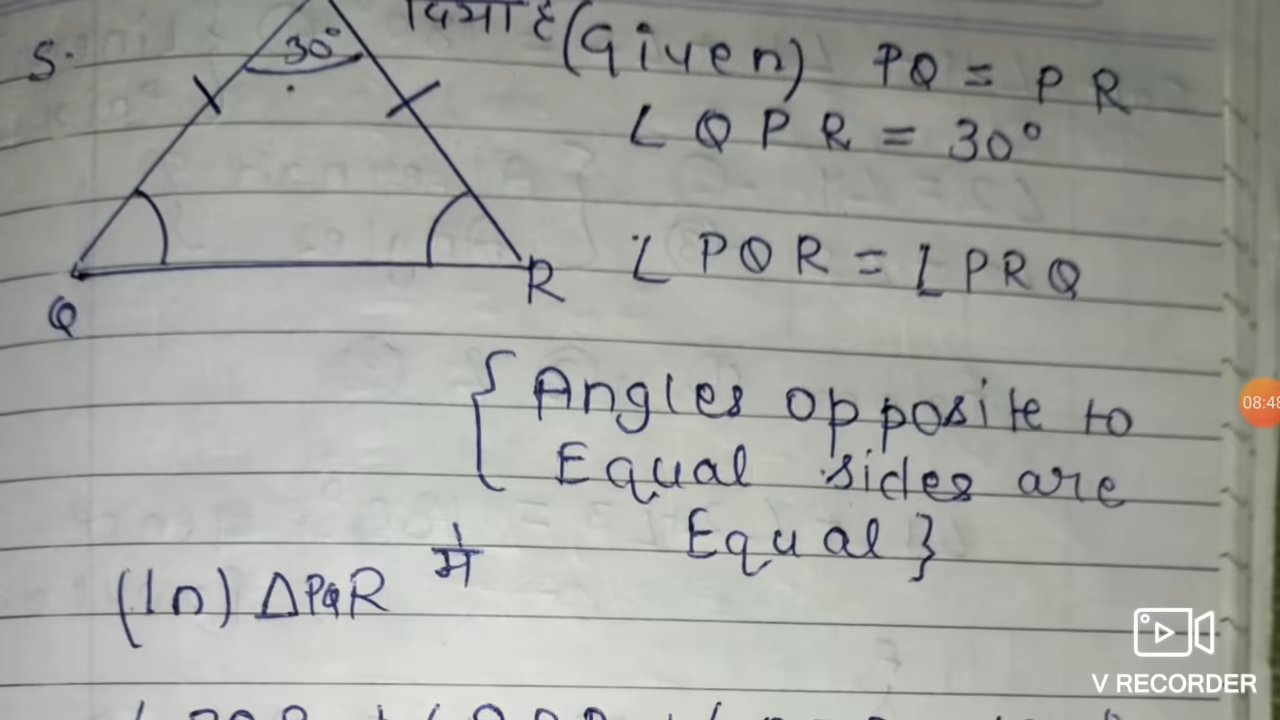 S.
30°
दिया है (Given) PQ = PR
∠QPR = 30°
∠PQR = ∠PRQ
Q
R
{Angles opposite to
Equal sides are
Equal}
(In) △PQR में
08:48
V RECORDER